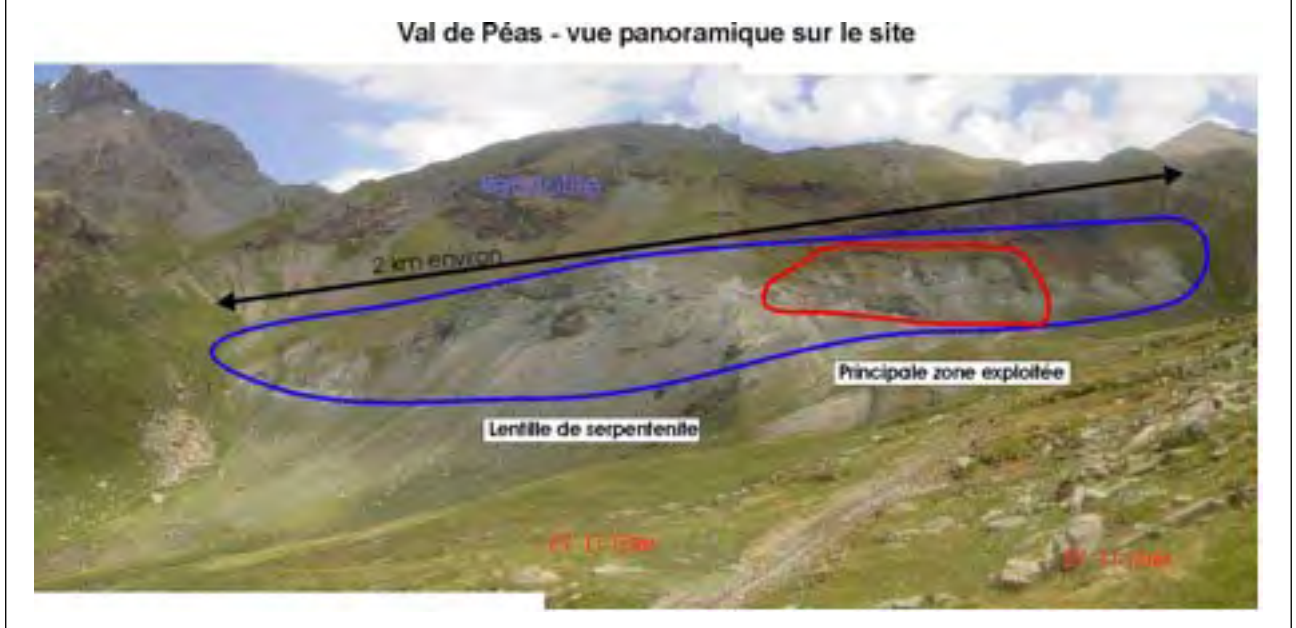 Val de Péas - vue panoramique sur le site
2 km environ
Principale zone exploitée
Lentille de serpentenite